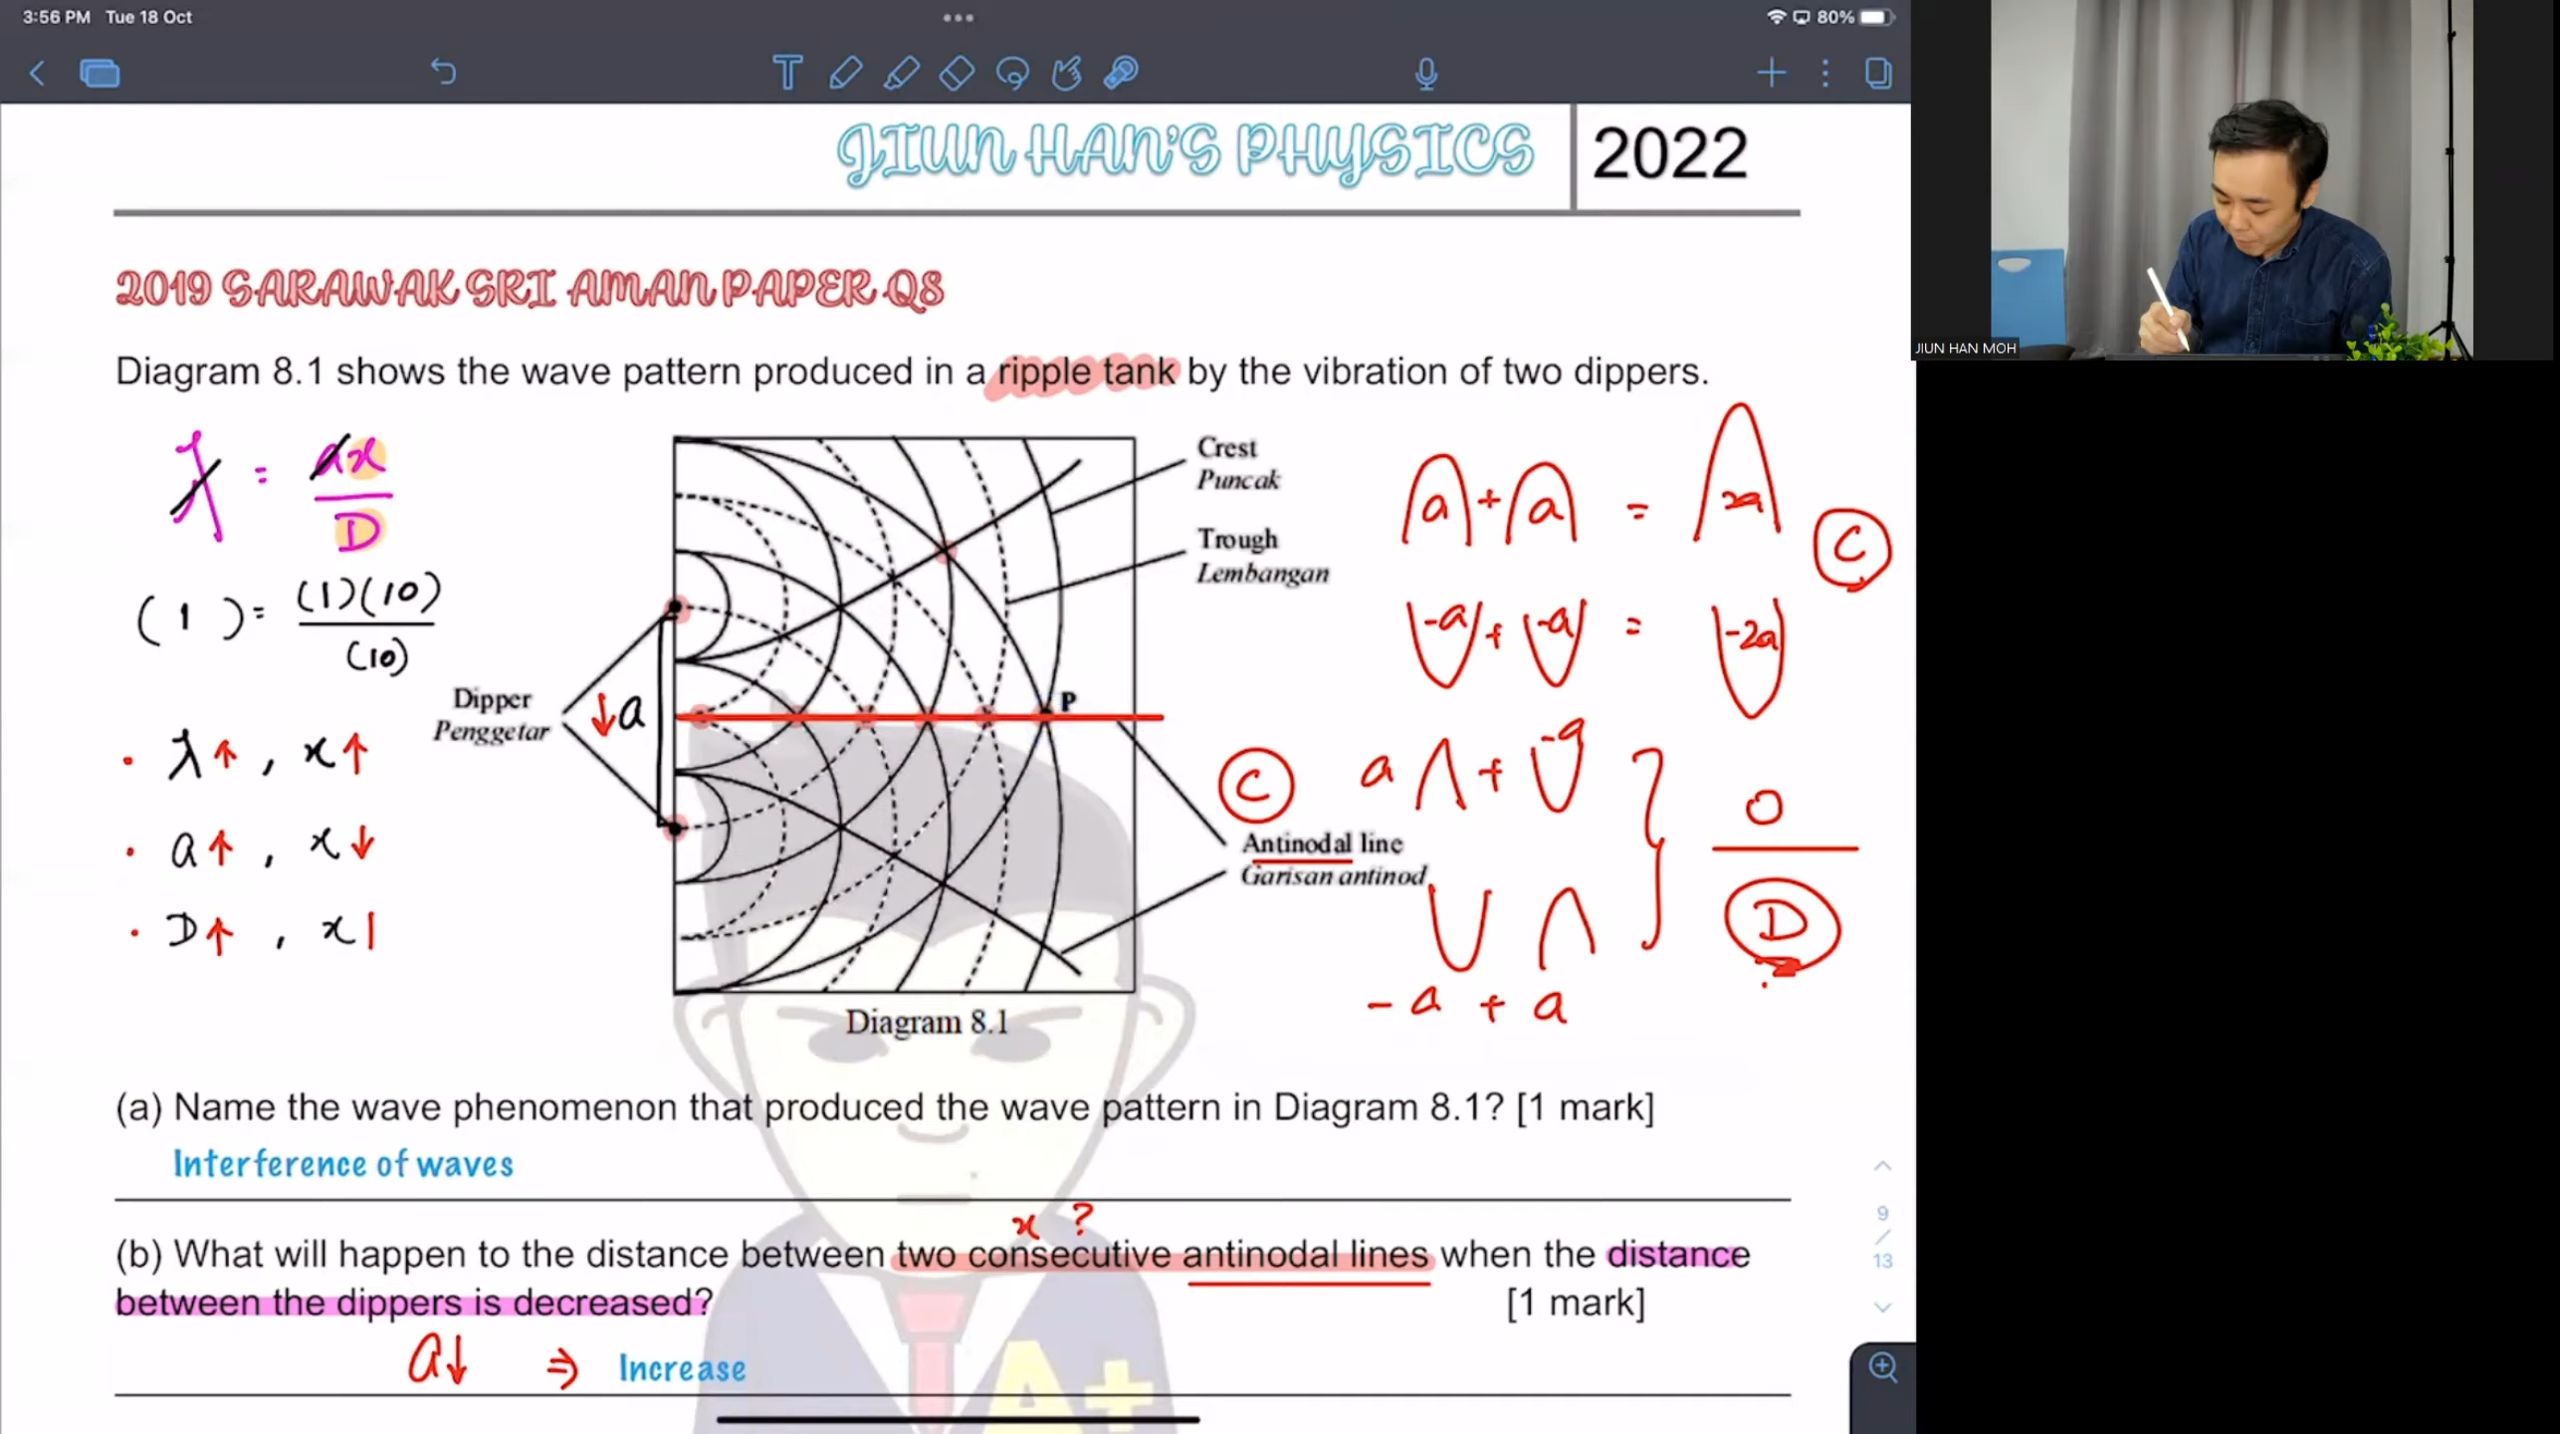 3:56 PM Tue 18 Oct
80%
JIUN HAN'S PHYSICS
2022
JIUN HAN MOH
2019 SARAWAK SRI AMAN PAPER Q8
Diagram 8.1 shows the wave pattern produced in a ripple tank by the vibration of two dippers.
λ = ax / D
(1) = (1)(10) / (10)
• λ↑, x↑
• a↑, x↓
• D↑, x|
Dipper
Penggetar
↓a
P
Crest
Puncak
Trough
Lembangan
Antinodal line
Garisan antinod
Diagram 8.1
a + a = 2a
C
-a + -a = -2a
C
a + -a
0
D
-a + a
(a) Name the wave phenomenon that produced the wave pattern in Diagram 8.1? [1 mark]
Interference of waves
x ?
(b) What will happen to the distance between two consecutive antinodal lines when the distance
between the dippers is decreased? [1 mark]
a↓ ⇒ Increase
A+
9
/
13